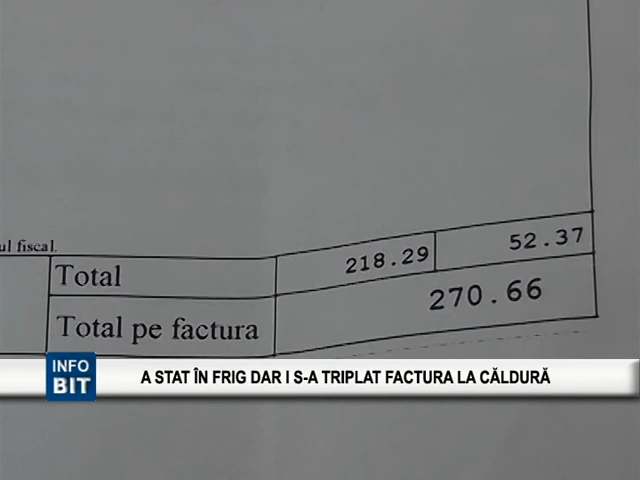 ul fiscal.
Total 218.29 52.37
Total pe factura 270.66
INFO
BIT
A STAT ÎN FRIG DAR I S-A TRIPLAT FACTURA LA CĂLDURĂ